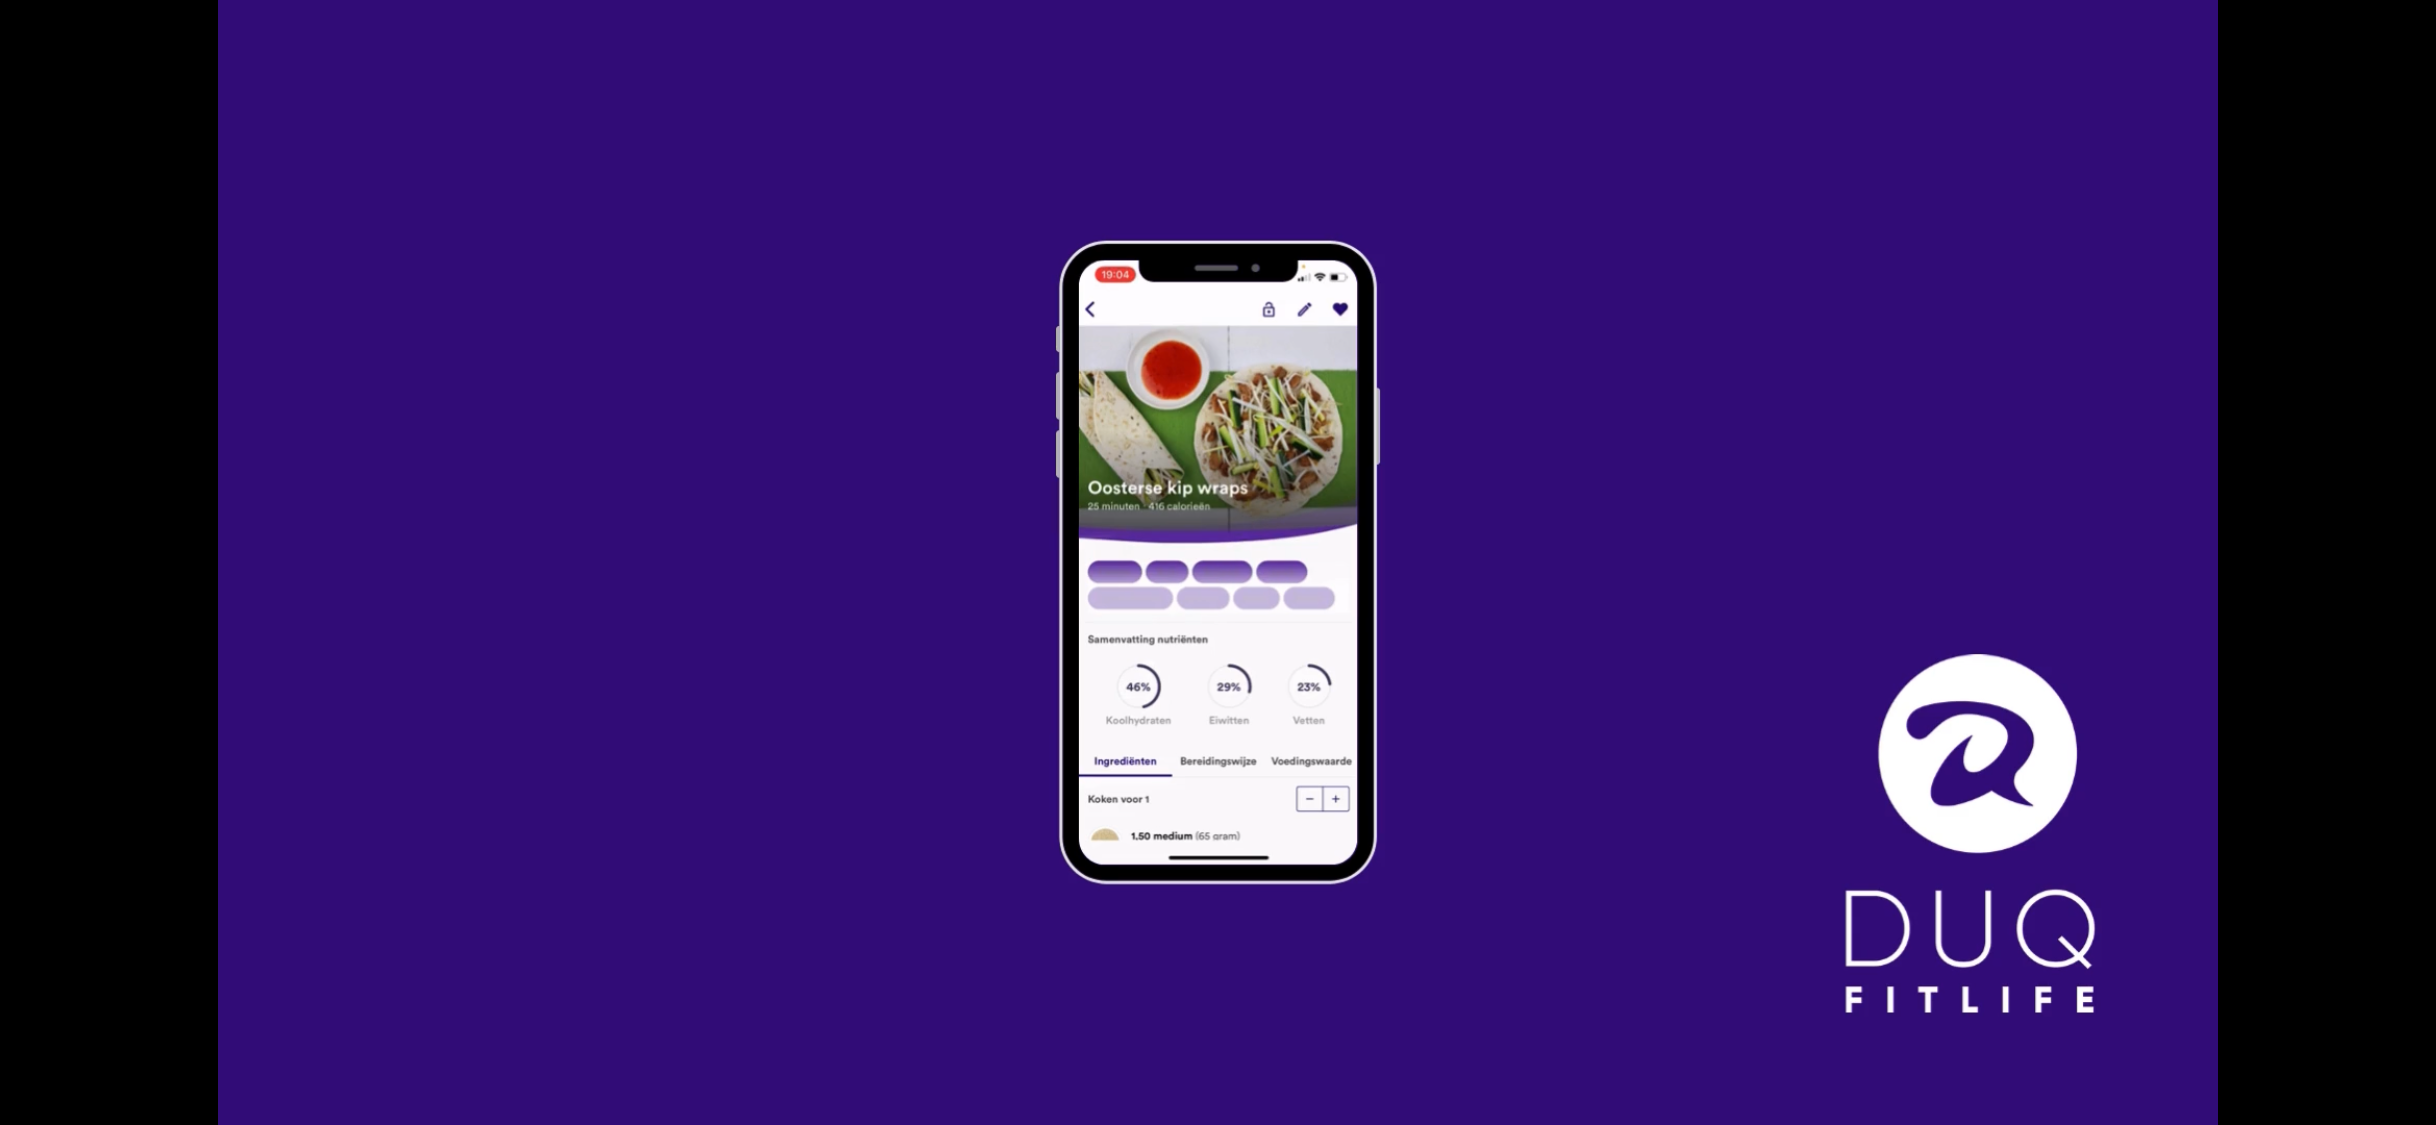 19:04
Oosterse kip wraps
25 minuten · 416 calorieën
Samenvatting nutriënten
46% 29% 23%
Koolhydraten Eiwitten Vetten
Ingrediënten Bereidingswijze Voedingswaarde
Koken voor 1
− +
1,50 medium (65 gram)
DUQ
FITLIFE